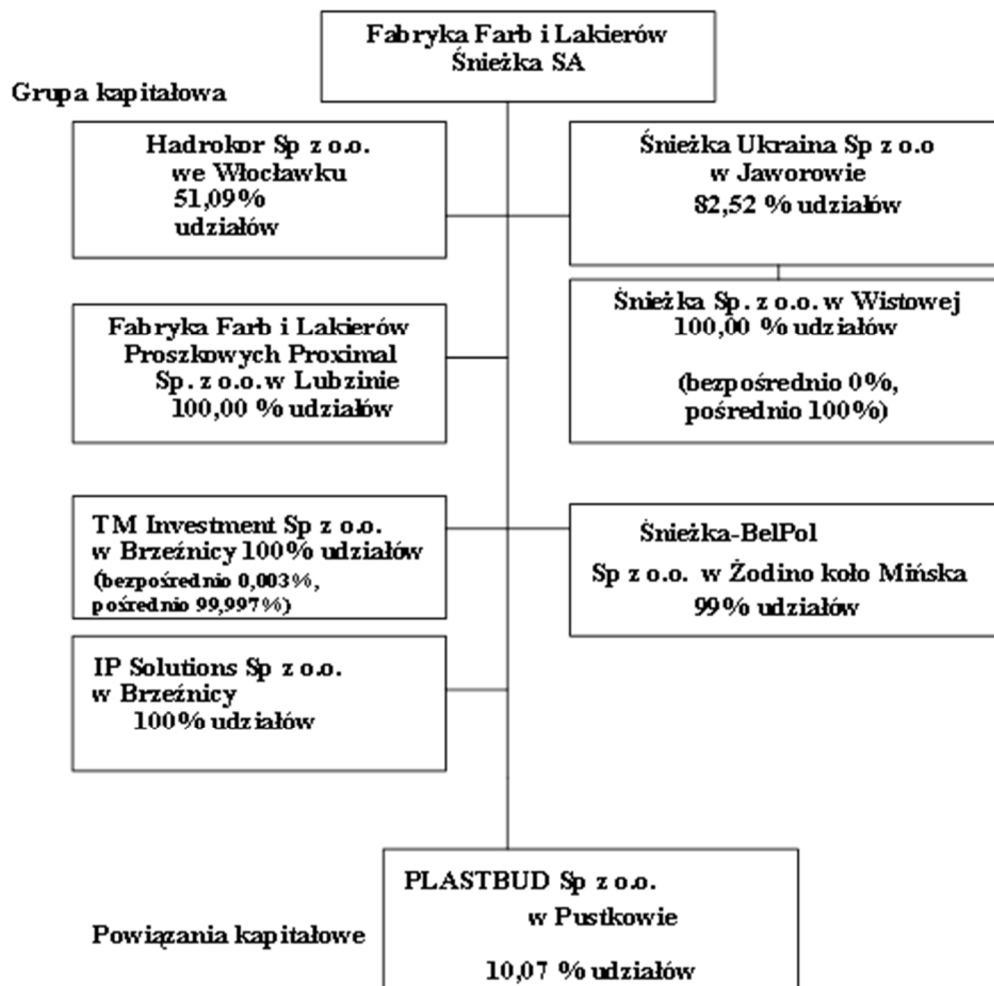 Fabryka Farb i Lakierów
Śnieżka SA
Grupa kapitałowa
Hadrokor Sp z o.o.
we Włocławku
51,09%
udziałów
Śnieżka Ukraina Sp z o.o
w Jaworowie
82,52 % udziałów
Fabryka Farb i Lakierów
Proszkowych Proximal
Sp. z o.o. w Lubzinie
100,00 % udziałów
Śnieżka Sp. z o.o. w Wistowej
100,00 % udziałów
(bezpośrednio 0%,
pośrednio 100%)
TM Investment Sp z o.o.
w Brzeźnicy 100% udziałów
(bezpośrednio 0,003%,
pośrednio 99,997%)
Śnieżka-BelPol
Sp z o.o. w Żodino koło Mińska
99% udziałów
IP Solutions Sp z o.o.
w Brzeźnicy
100% udziałów
PLASTBUD Sp z o.o.
w Pustkowie
10,07 % udziałów
Powiązania kapitałowe